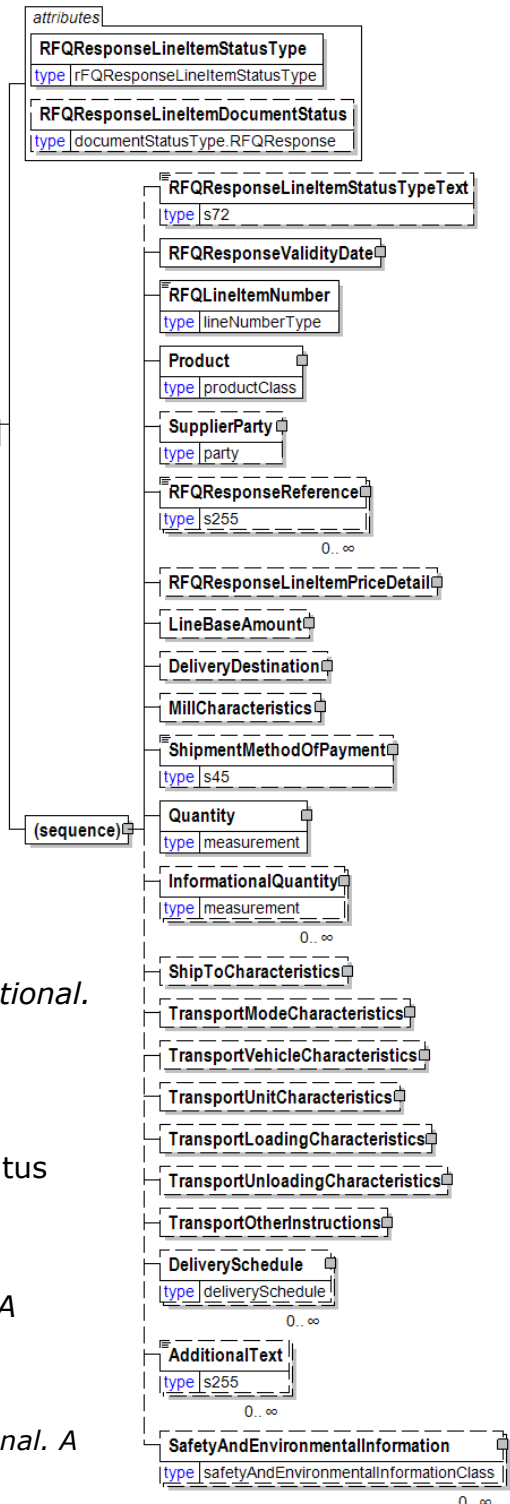 attributes
RFQResponseLineItemStatusType
type rFQResponseLineItemStatusType
RFQResponseLineItemDocumentStatus
type documentStatusType.RFQResponse
RFQResponseLineItemStatusTypeText
type s72
RFQResponseValidityDate
RFQLineItemNumber
type lineNumberType
Product
type productClass
SupplierParty
type party
RFQResponseReference
type s255
0.. ∞
RFQResponseLineItemPriceDetail
LineBaseAmount
DeliveryDestination
MillCharacteristics
ShipmentMethodOfPayment
type s45
(sequence)
Quantity
type measurement
InformationalQuantity
type measurement
0.. ∞
ShipToCharacteristics
tional.
TransportModeCharacteristics
TransportVehicleCharacteristics
TransportUnitCharacteristics
TransportLoadingCharacteristics
tus
TransportUnloadingCharacteristics
TransportOtherInstructions
DeliverySchedule
type deliverySchedule
A
0.. ∞
AdditionalText
type s255
0.. ∞
nal. A
SafetyAndEnvironmentalInformation
type safetyAndEnvironmentalInformationClass
0.. ∞